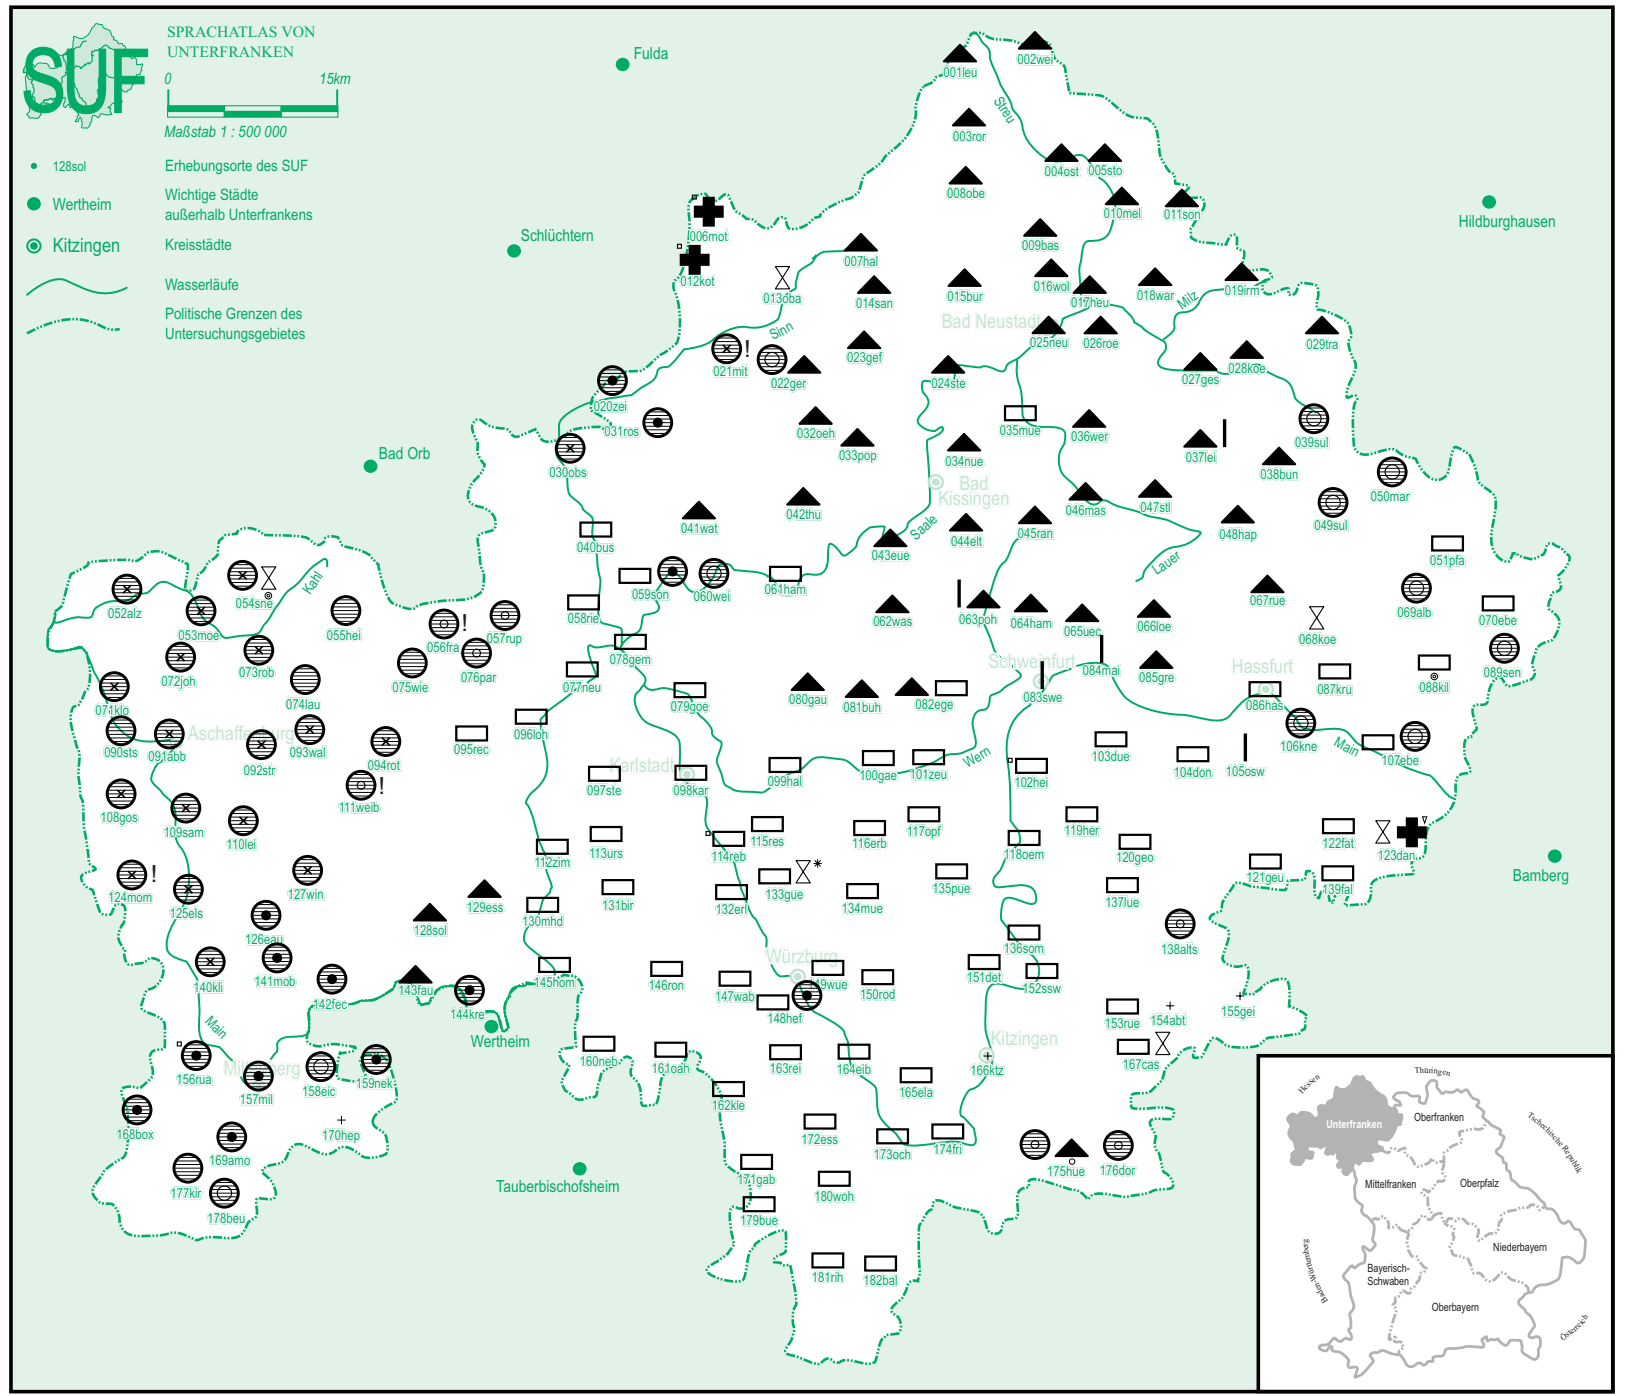 SUF
SPRACHATLAS VON
UNTERFRANKEN
0 15km
Maßstab 1 : 500 000
128sol Erhebungsorte des SUF
Wertheim Wichtige Städte
außerhalb Unterfrankens
Kitzingen Kreisstädte
Wasserläufe
Politische Grenzen des
Untersuchungsgebietes
Fulda
Schlüchtern
Hildburghausen
Bad Orb
Bamberg
Wertheim
Tauberbischofsheim
Bad Neustadt
Bad
Kissingen
Schweinfurt
Hassfurt
Aschaffenburg
Karlstadt
Würzburg
Kitzingen
Miltenberg
Streu
Milz
Sinn
Saale
Lauer
Kahl
Wern
Main
Main
001leu
002wei
003ror
004ost
005sto
006mot
007hal
008obe
009bas
010mel
011son
012kot
013oba
014san
015bur
016wol
017heu
018war
019irm
020zei
021mit !
022ger
023gef
024ste
025neu
026roe
027ges
028koe
029tra
030obs
031ros
032oeh
033pop
034nue
035mue
036wer
037lei
038bun
039sul
040bus
041wat
042thu
043eue
044elt
045ran
046mas
047stl
048hap
049sul
050mar
051pfa
052alz
053moe
054sne
055hei
056fra !
057rup
058rie
059son
060wei
061ham
062was
063poh
064ham
065uec
066loe
067rue
068koe
069alb
070ebe
071klo
072joh
073rob
074lau
075wie
076par
077neu
078gem
079goe
080gau
081buh
082ege
083swe
084mai
085gre
086has
087kru
088kil
089sen
090sts
091abb
092str
093wal
094rot
095rec
096loh
097ste
098kar
099hal
100gae
101zeu
102hei
103due
104don
105osw
106kne
107ebe
108gos
109sam
110lei
111weib !
112zim
113urs
114reb
115res
116erb
117opf
118oem
119her
120geo
121geu
122fat
123dan
124mom !
125els
126eau
127win
128sol
129ess
130mhd
131bir
132erl
133gue *
134mue
135pue
136som
137lue
138alts
139fal
140kli
141mob
142fec
143fau
144kre
145hom
146ron
147wab
148hef
149wue
150rod
151det
152ssw
153rue
154abt
155gei
156rua
157mil
158eic
159nek
160neb
161oah
162kle
163rei
164eib
165ela
166ktz
167cas
168box
169amo
170hep
171gab
172ess
173och
174fri
175hue
176dor
177kir
178beu
179bue
180woh
181rih
182bal
Hessen
Thüringen
Tschechische Republik
Österreich
Baden-Württemberg
Unterfranken
Oberfranken
Mittelfranken
Oberpfalz
Niederbayern
Bayerisch-
Schwaben
Oberbayern